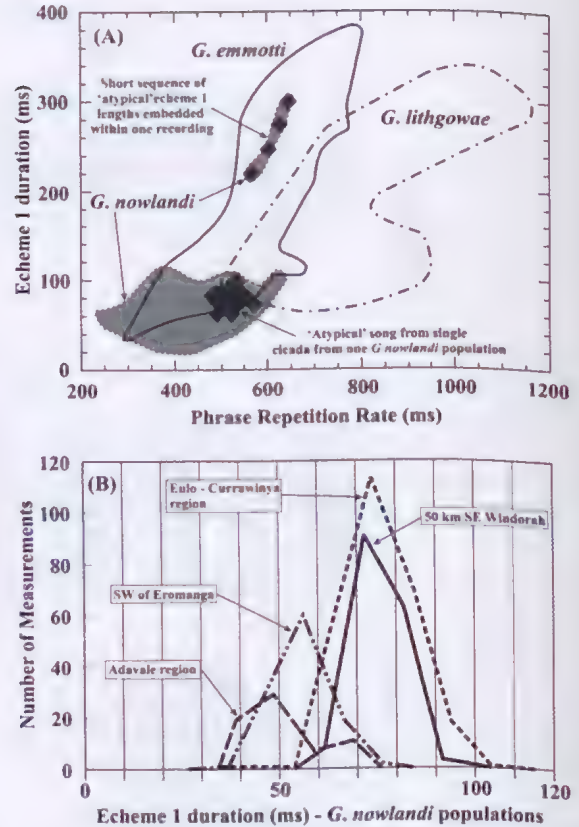 400
(A)
G. emmotti
Short sequence of
'atypical' echeme 1
lengths embedded
within one recording
300
G. lithgowae
G. nowlandi
200
100
'Atypical' song from single
cicada from one G nowlandi population
0
200
400
600
800
1000
1200
Echeme 1 duration (ms)
Phrase Repetition Rate (ms)
120
(B)
Eulo - Currawinya
region
100
50 km SE Windorah
80
SW of Eromanga
60
40
Adavale region
20
0
0
50
100
Number of Measurements
Echeme 1 duration (ms) - G. nowlandi populations